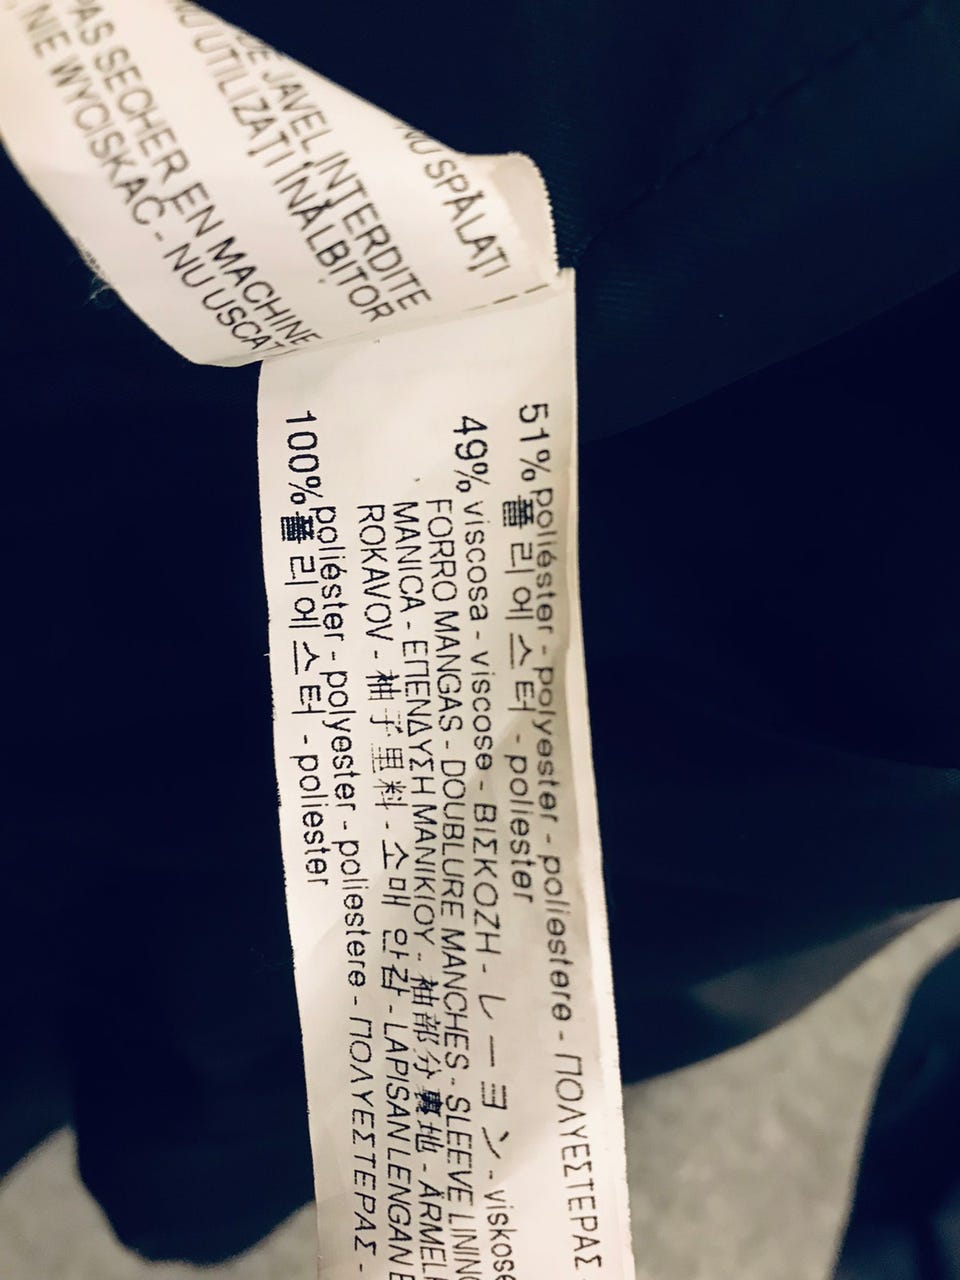 NU SPĂLAȚI
DE JAVEL INTERDITE
NU UTILIZAȚI ÎNĂLBITOR
PAS SECHER EN MACHINE
NIE WYCISKAĆ - NU USCAȚ
51% poliéster - polyester - poliestere - ΠΟΛΥΕΣΤΕΡΑΣ -
폴리에스터 - poliester
49% viscosa - viscose - ΒΙΣΚΟΖΗ - レーヨン - viskose
FORRO MANGAS - DOUBLURE MANCHES - SLEEVE LINING
MANICA - ΕΠΕΝΔΥΣΗ ΜΑΝΙΚΙΟΥ - 袖部分裏地 - ÄRMEL
ROKAVOV - 袖子里料 - 소매 안감 - LAPISAN LENGAN
100% poliéster - polyester - poliestere - ΠΟΛΥΕΣΤΕΡΑΣ -
폴리에스터 - poliester